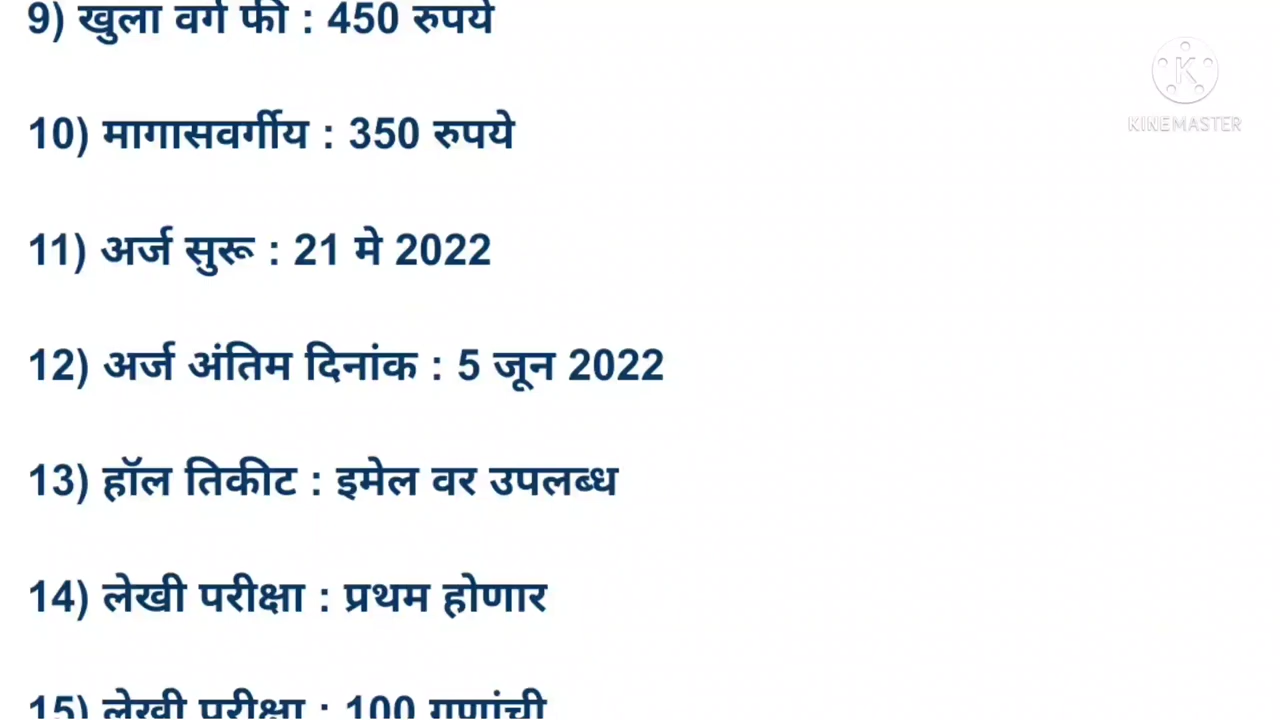 9) खुला वर्ग फी : 450 रुपये
10) मागासवर्गीय : 350 रुपये
11) अर्ज सुरू : 21 मे 2022
12) अर्ज अंतिम दिनांक : 5 जून 2022
13) हॉल तिकीट : इमेल वर उपलब्ध
14) लेखी परीक्षा : प्रथम होणार
15) लेखी परीक्षा : 100 गुणांची
K
KINEMASTER